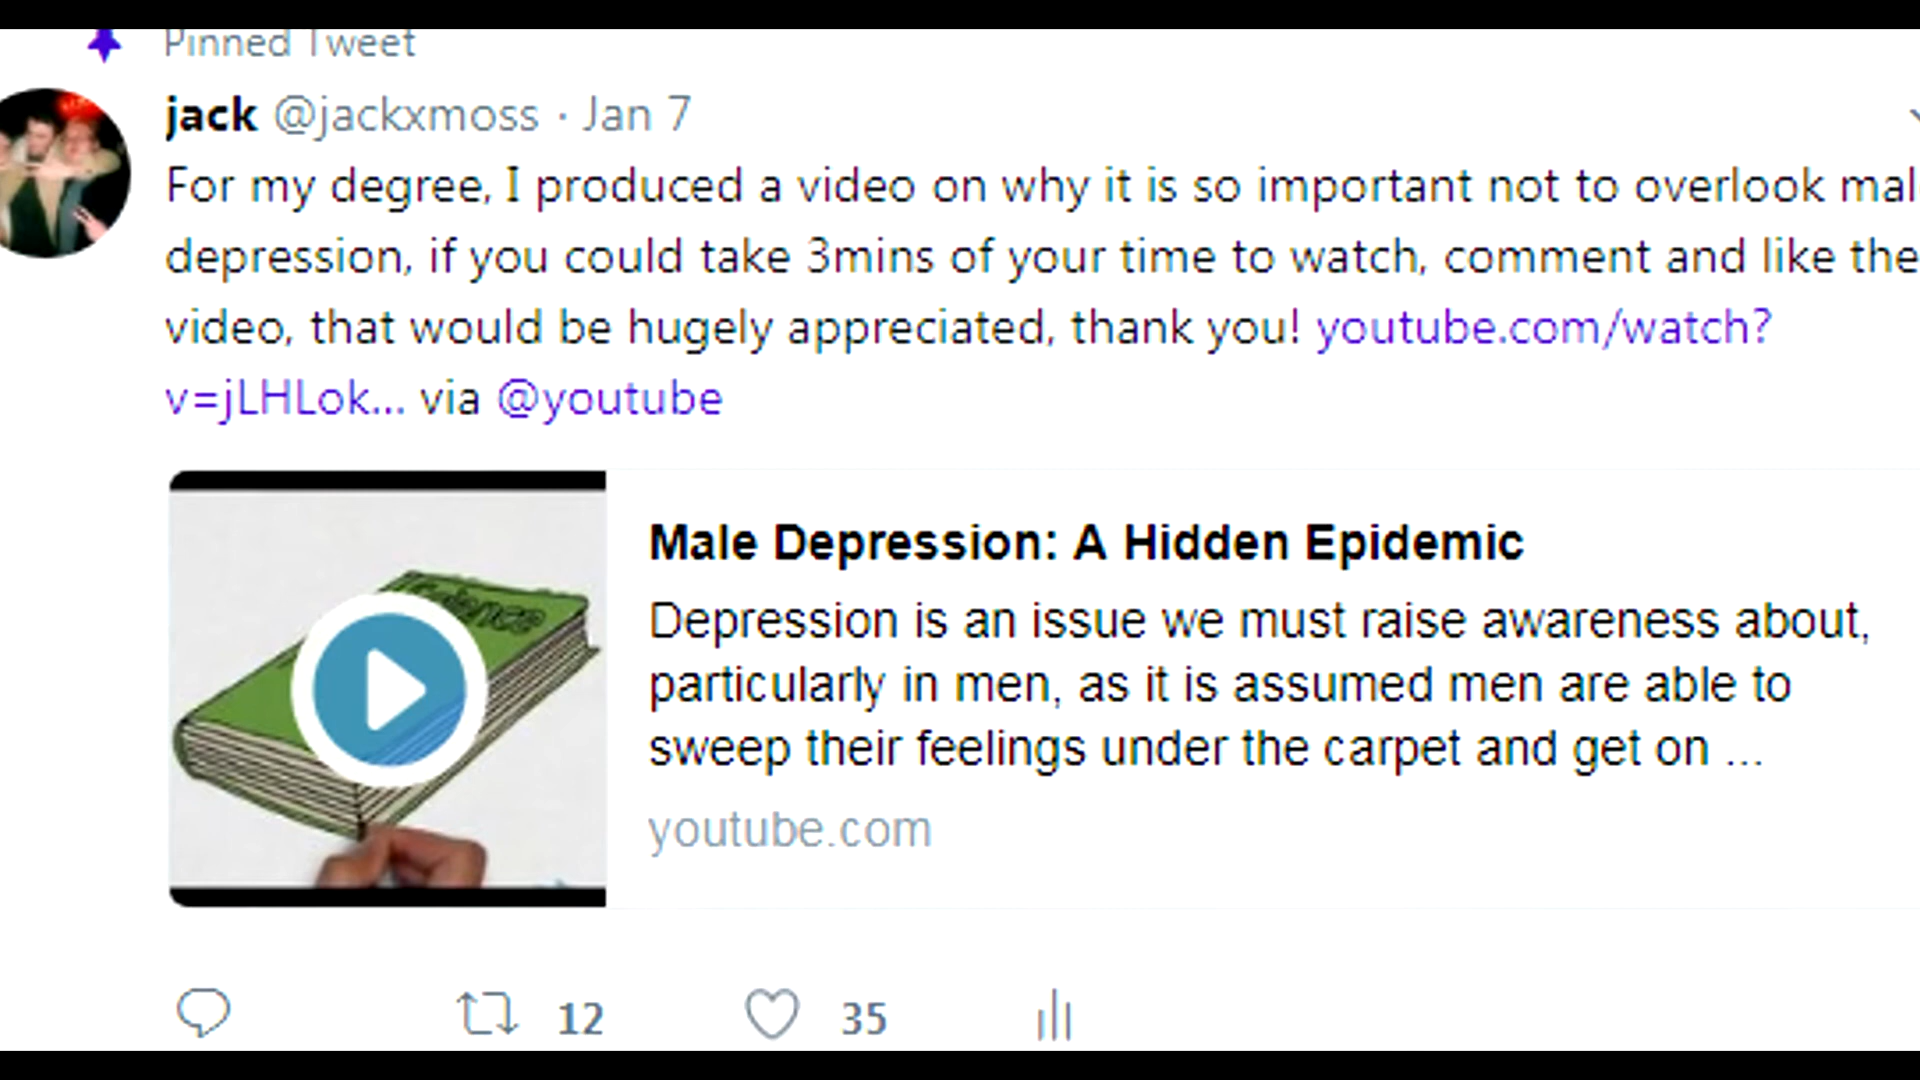 Pinned Tweet
jack @jackxmoss · Jan 7
For my degree, I produced a video on why it is so important not to overlook mal
depression, if you could take 3mins of your time to watch, comment and like the
video, that would be hugely appreciated, thank you! youtube.com/watch?
v=jLHLok... via @youtube
Science
Male Depression: A Hidden Epidemic
Depression is an issue we must raise awareness about,
particularly in men, as it is assumed men are able to
sweep their feelings under the carpet and get on ...
youtube.com
12 35